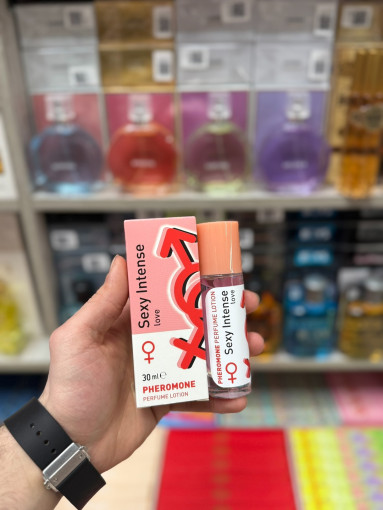 Sexy Intense
love
30 ml ℮
PHEROMONE
PERFUME LOTION
PHEROMONE PERFUME LOTION
Sexy Intense
love